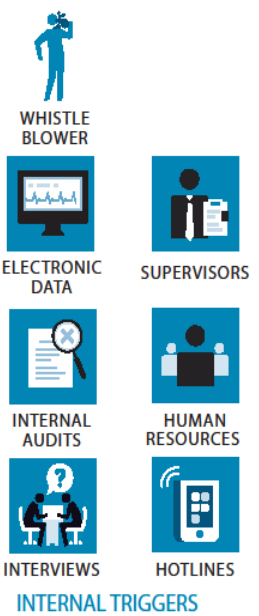 WHISTLE
BLOWER
ELECTRONIC
DATA
SUPERVISORS
INTERNAL
AUDITS
HUMAN
RESOURCES
?
INTERVIEWS
HOTLINES
INTERNAL TRIGGERS